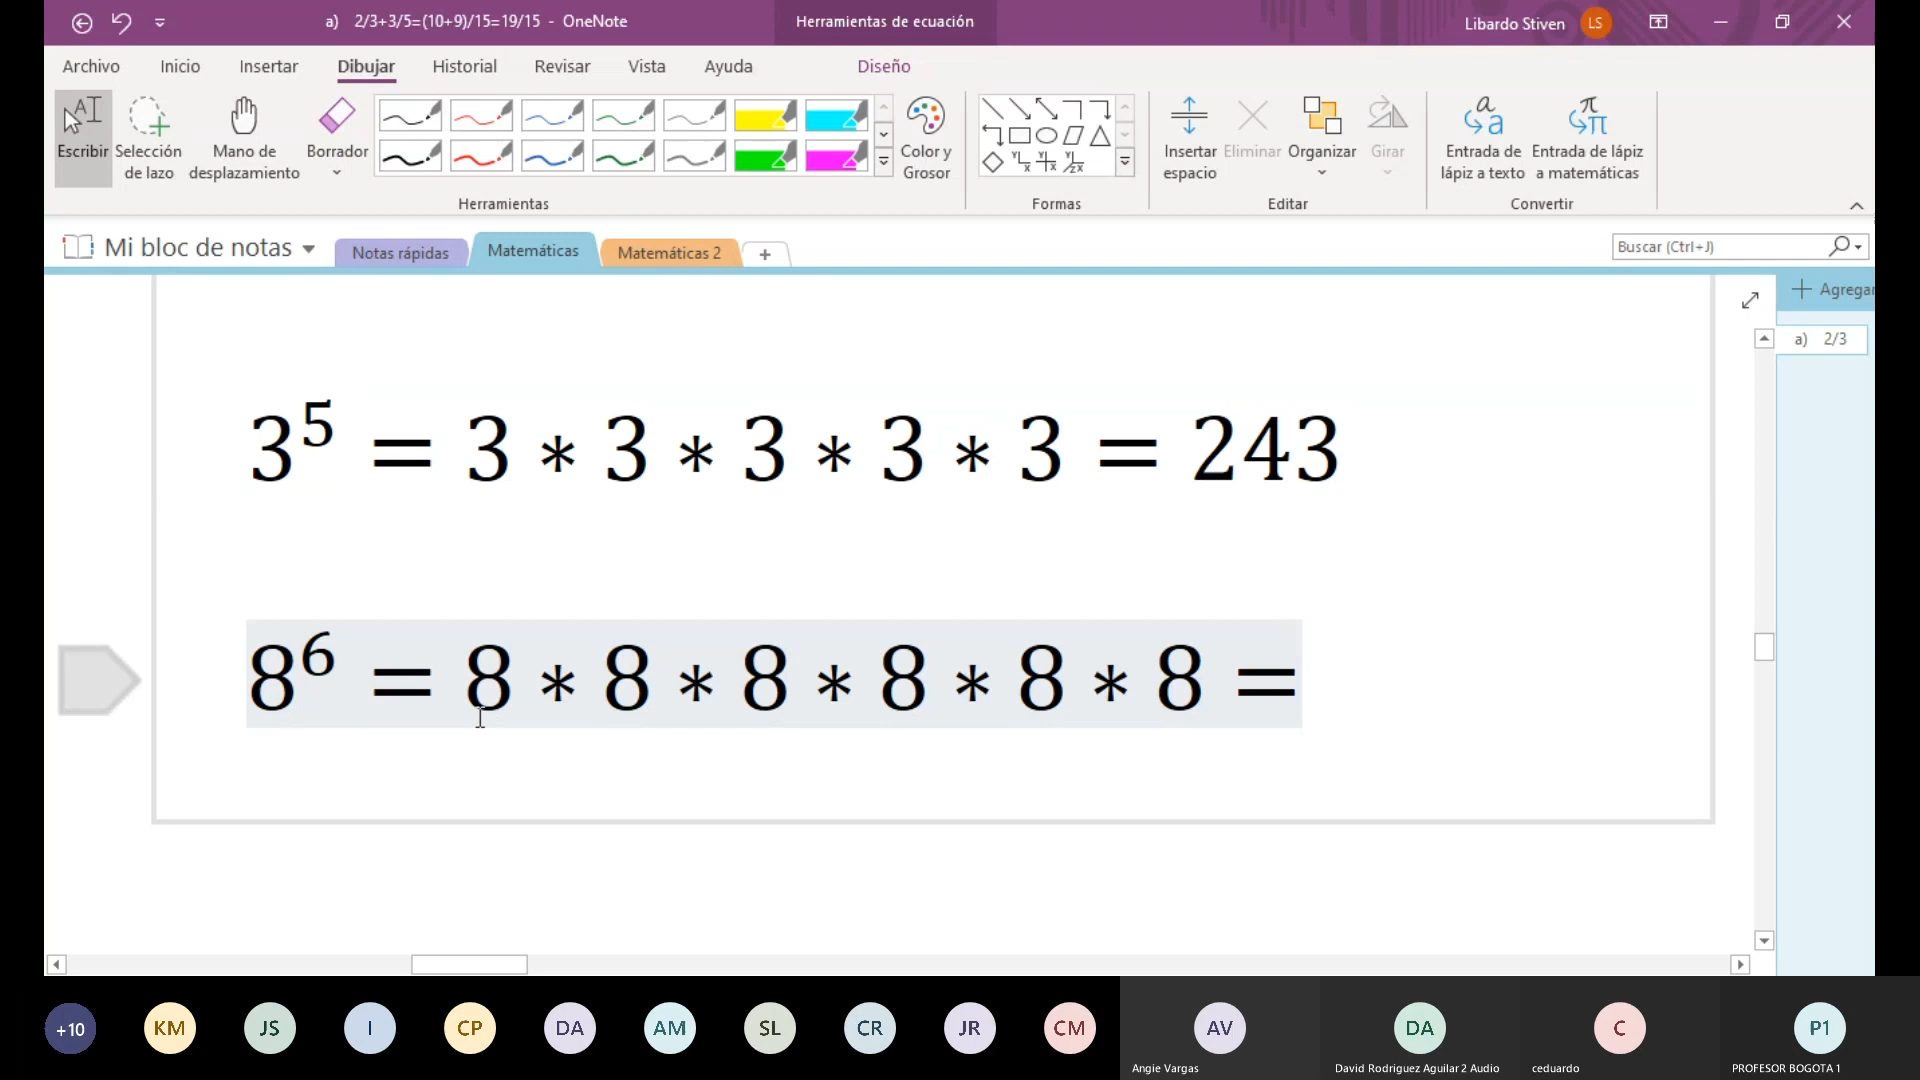 a) 2/3+3/5=(10+9)/15=19/15 - OneNote
Herramientas de ecuación
Libardo Stiven
LS
Archivo Inicio Insertar Dibujar Historial Revisar Vista Ayuda Diseño
Escribir
Selección de lazo
Mano de desplazamiento
Borrador
Color y Grosor
Insertar espacio
Eliminar
Organizar
Girar
Entrada de lápiz a texto
Entrada de lápiz a matemáticas
Herramientas
Formas
Editar
Convertir
Mi bloc de notas
Notas rápidas
Matemáticas
Matemáticas 2
+
Buscar (Ctrl+J)
Agregar
a) 2/3
3⁵ = 3 * 3 * 3 * 3 * 3 = 243
8⁶ = 8 * 8 * 8 * 8 * 8 * 8 =
+10 KM JS I CP DA AM SL CR JR CM AV DA C P1
Angie Vargas
David Rodriguez Aguilar 2 Audio
ceduardo
PROFESOR BOGOTA 1